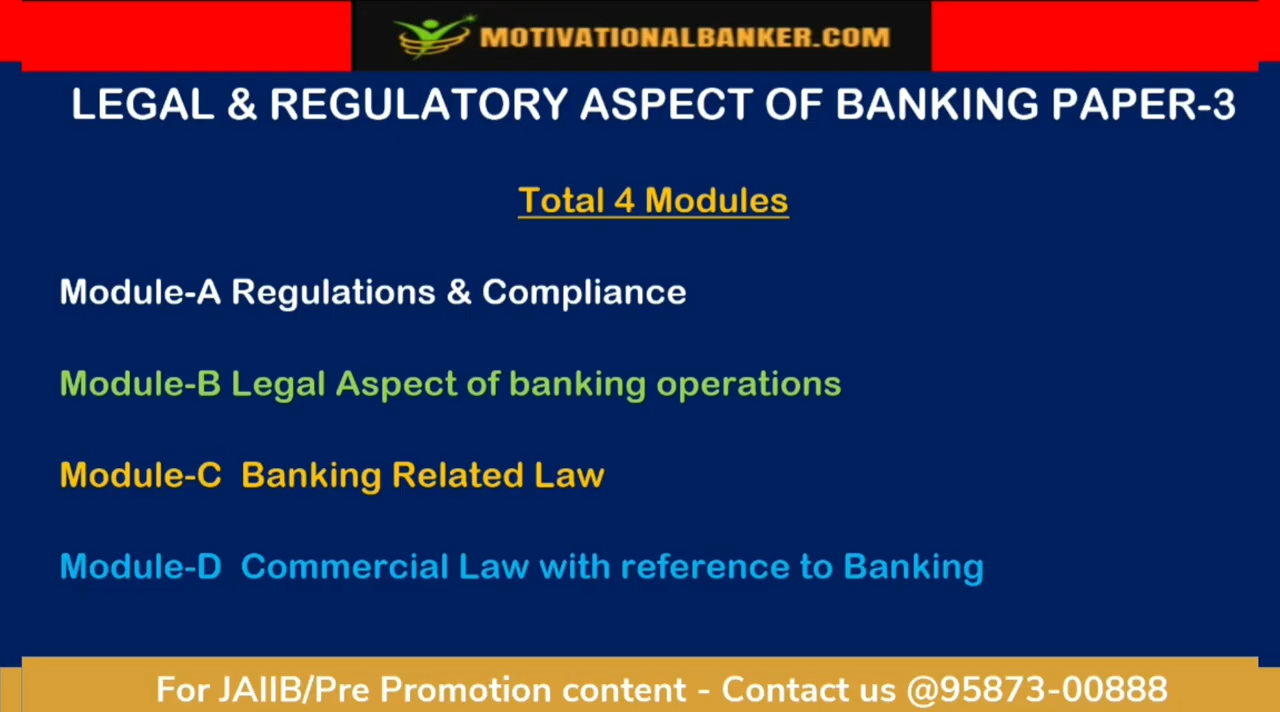 MOTIVATIONALBANKER.COM
LEGAL & REGULATORY ASPECT OF BANKING PAPER-3
Total 4 Modules
Module-A Regulations & Compliance
Module-B Legal Aspect of banking operations
Module-C Banking Related Law
Module-D Commercial Law with reference to Banking
For JAIIB/Pre Promotion content - Contact us @95873-00888